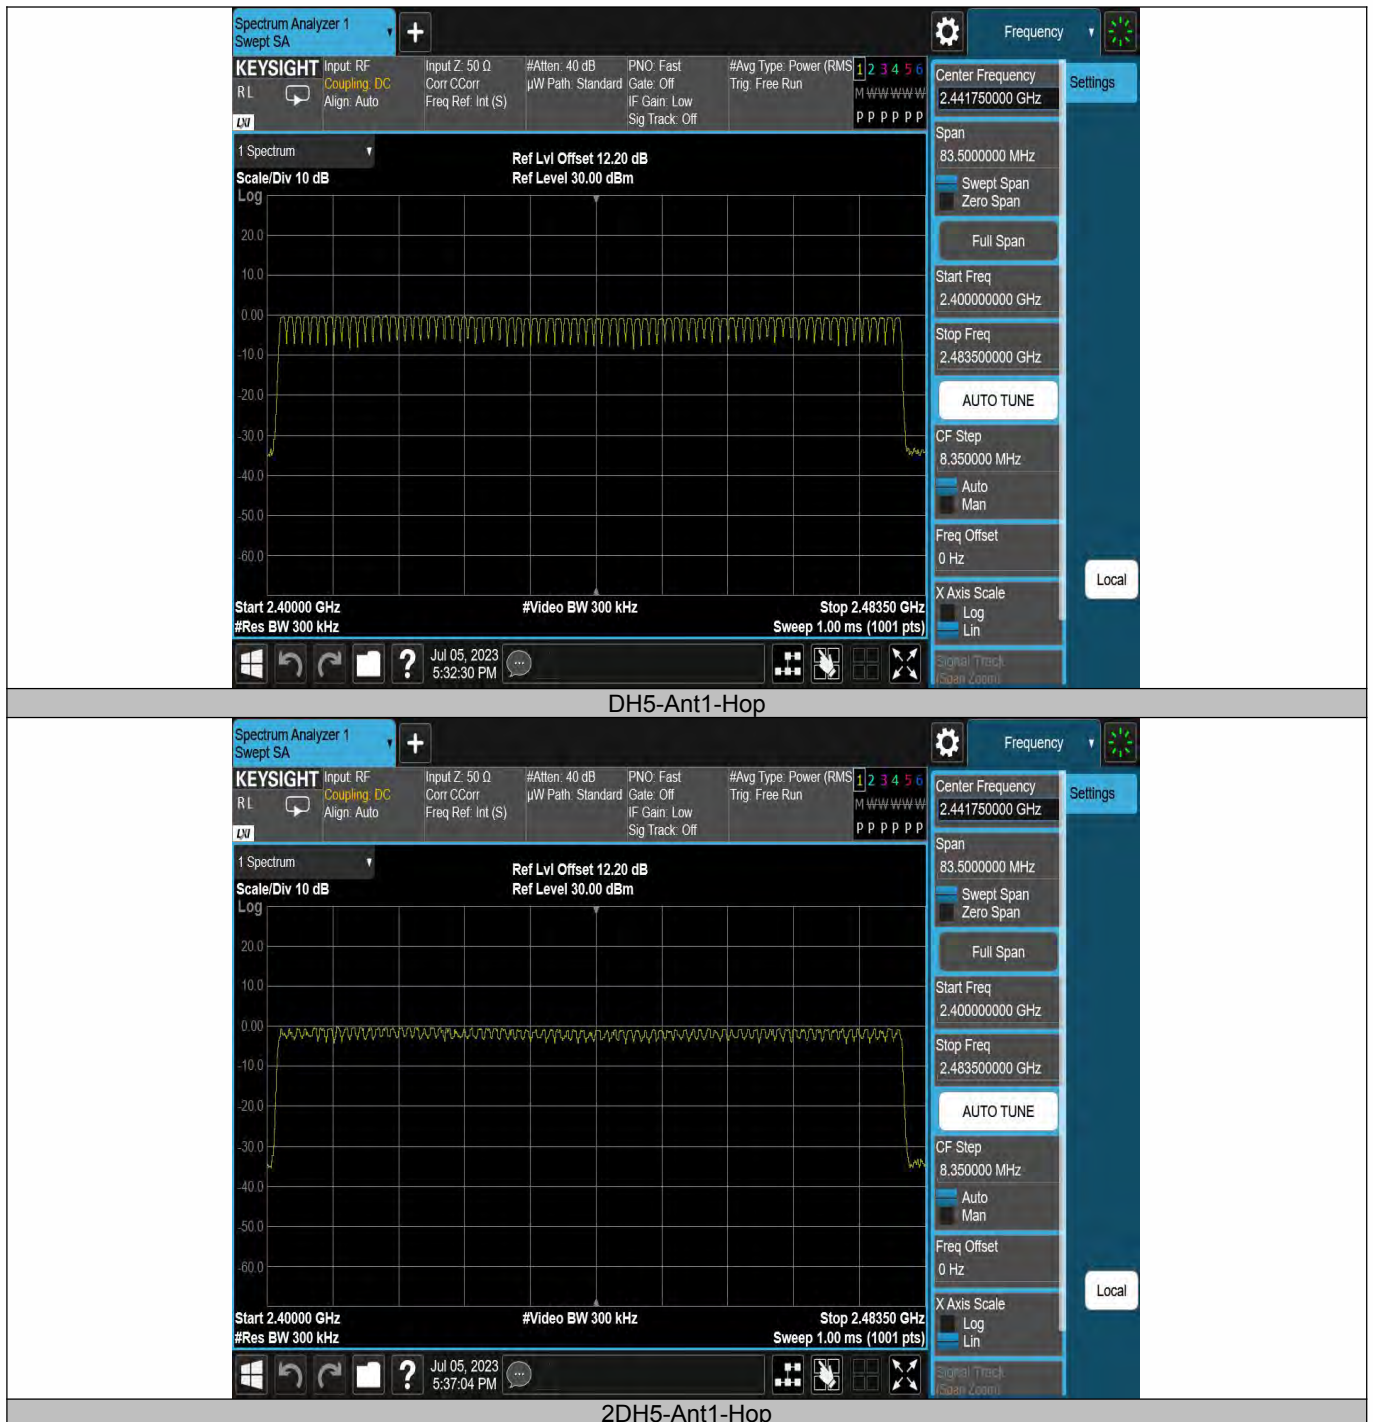 Spectrum Analyzer 1
Swept SA
Frequency
KEYSIGHT
R L
LXI
Input: RF
Coupling: DC
Align: Auto
Input Z: 50 Ω
Corr CCorr
Freq Ref: Int (S)
#Atten: 40 dB
µW Path: Standard
PNO: Fast
Gate: Off
IF Gain: Low
Sig Track: Off
#Avg Type: Power (RMS
Trig: Free Run
1 2 3 4 5 6
M W W W W W
P P P P P P
Center Frequency
2.441750000 GHz
Settings
Span
83.5000000 MHz
Swept Span
Zero Span
Full Span
Start Freq
2.400000000 GHz
Stop Freq
2.483500000 GHz
AUTO TUNE
CF Step
8.350000 MHz
Auto
Man
Freq Offset
0 Hz
X Axis Scale
Log
Lin
Signal Track
(Span Zoom)
Local
1 Spectrum
Scale/Div 10 dB
Ref Lvl Offset 12.20 dB
Ref Level 30.00 dBm
Log
20.0
10.0
0.00
-10.0
-20.0
-30.0
-40.0
-50.0
-60.0
Start 2.40000 GHz
#Video BW 300 kHz
Stop 2.48350 GHz
#Res BW 300 kHz
Sweep 1.00 ms (1001 pts)
?
Jul 05, 2023
5:32:30 PM
DH5-Ant1-Hop
Spectrum Analyzer 1
Swept SA
Frequency
KEYSIGHT
R L
LXI
Input: RF
Coupling: DC
Align: Auto
Input Z: 50 Ω
Corr CCorr
Freq Ref: Int (S)
#Atten: 40 dB
µW Path: Standard
PNO: Fast
Gate: Off
IF Gain: Low
Sig Track: Off
#Avg Type: Power (RMS
Trig: Free Run
1 2 3 4 5 6
M W W W W W
P P P P P P
Center Frequency
2.441750000 GHz
Settings
Span
83.5000000 MHz
Swept Span
Zero Span
Full Span
Start Freq
2.400000000 GHz
Stop Freq
2.483500000 GHz
AUTO TUNE
CF Step
8.350000 MHz
Auto
Man
Freq Offset
0 Hz
X Axis Scale
Log
Lin
Signal Track
(Span Zoom)
Local
1 Spectrum
Scale/Div 10 dB
Ref Lvl Offset 12.20 dB
Ref Level 30.00 dBm
Log
20.0
10.0
0.00
-10.0
-20.0
-30.0
-40.0
-50.0
-60.0
Start 2.40000 GHz
#Video BW 300 kHz
Stop 2.48350 GHz
#Res BW 300 kHz
Sweep 1.00 ms (1001 pts)
?
Jul 05, 2023
5:37:04 PM
2DH5-Ant1-Hop